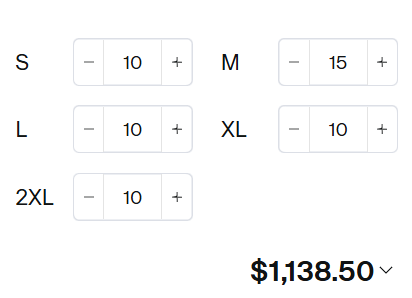 S − 10 + M − 15 +
L − 10 + XL − 10 +
2XL − 10 +
$1,138.50